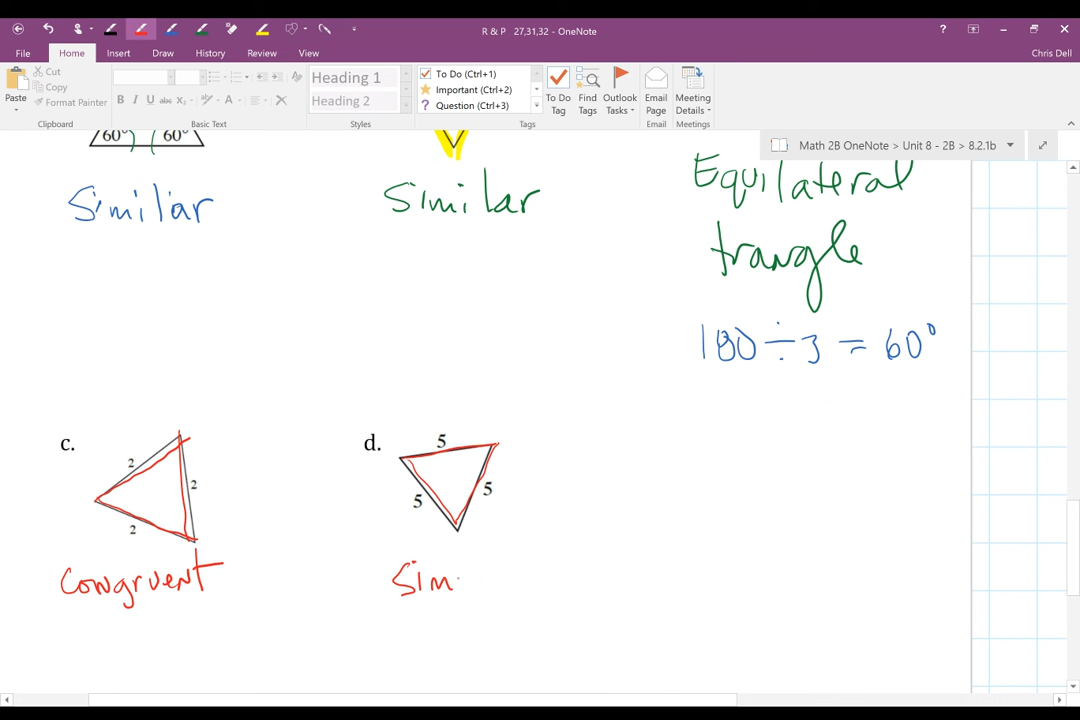 R & P 27,31,32 - OneNote
File Home Insert Draw History Review View
Chris Dell
Paste
Cut
Copy
Format Painter
Clipboard
B I U abc X₂ A
Basic Text
Heading 1
Heading 2
Styles
To Do (Ctrl+1)
Important (Ctrl+2)
Question (Ctrl+3)
To Do Tag
Find Tags
Tags
Outlook Tasks
Email Page
Email
Meeting Details
Meetings
Math 2B OneNote > Unit 8 - 2B > 8.2.1b
60° 60°
Similar
Similar
Equilateral
trangle
180 ÷ 3 = 60°
c.
2
2
2
Congruent
d.
5
5
5
Sim